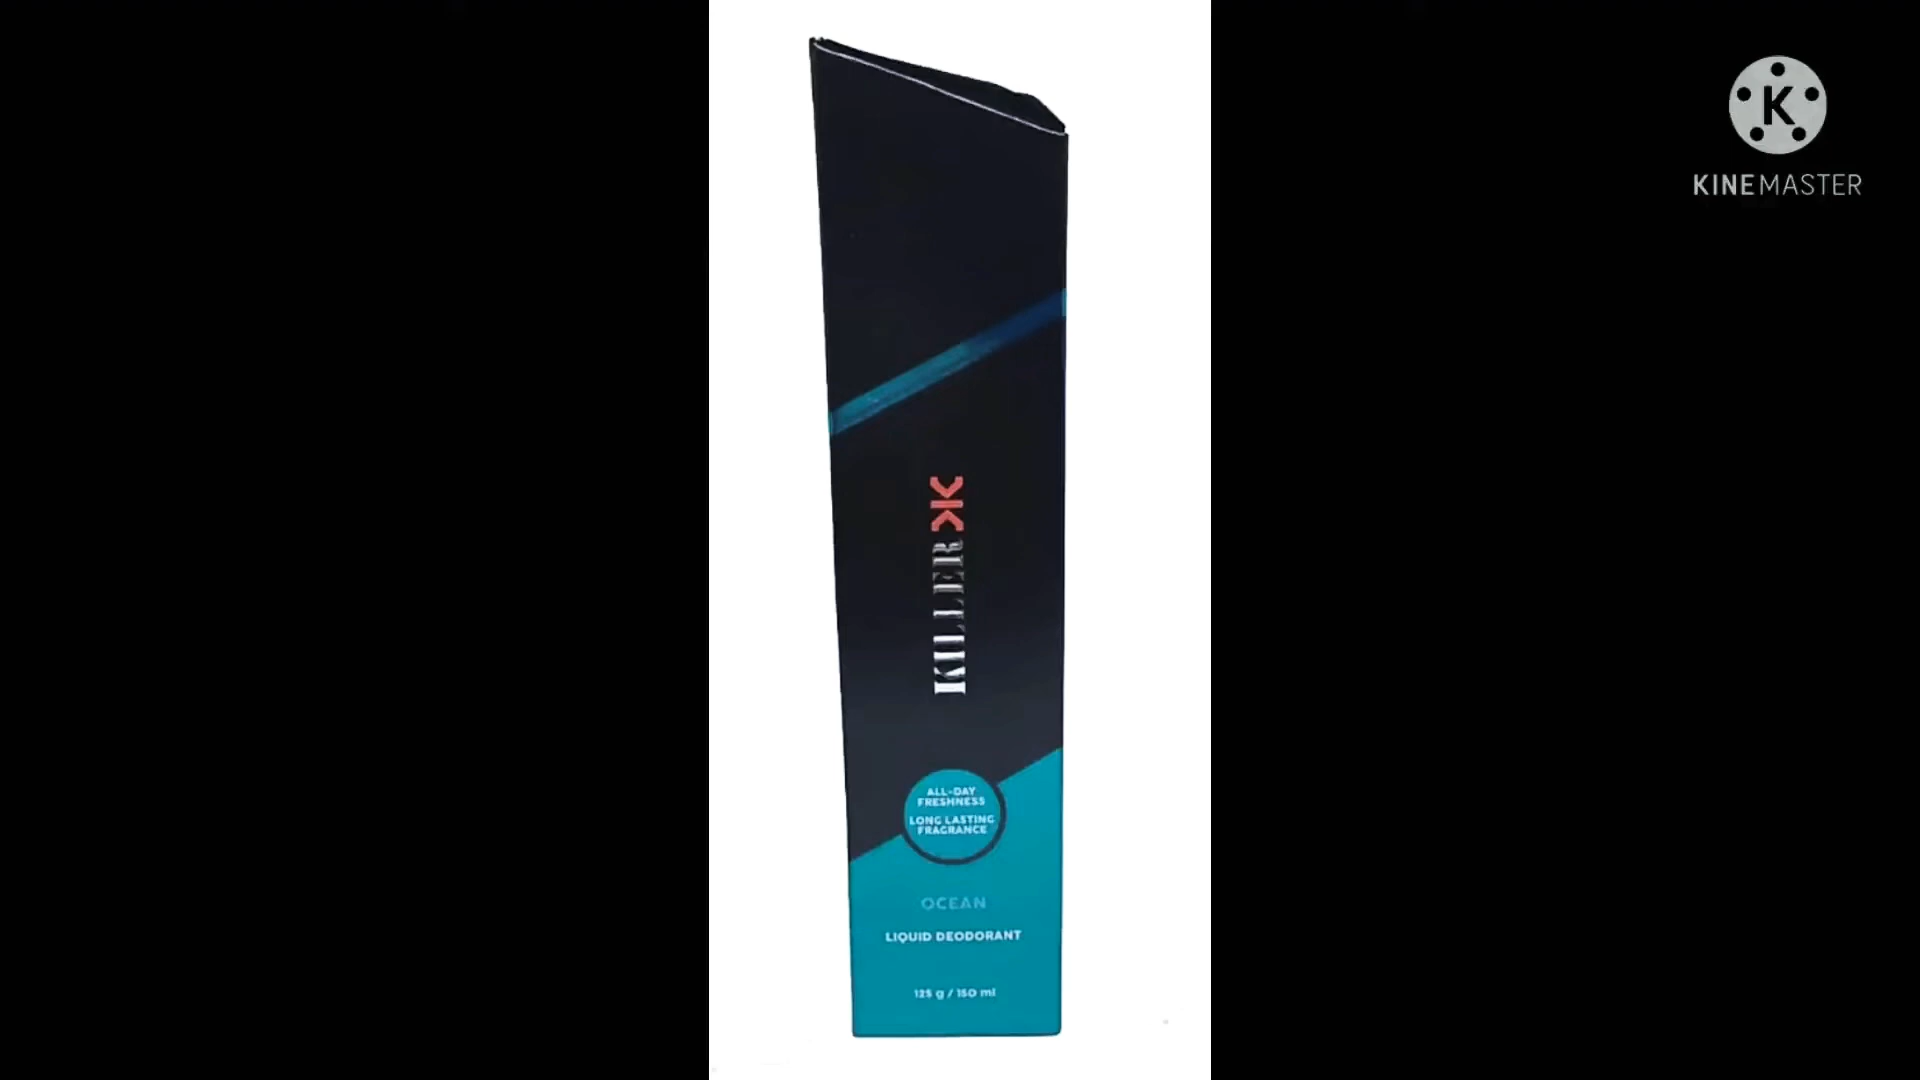 K
KINEMASTER
KILLER
ALL-DAY
FRESHNESS
LONG LASTING
FRAGRANCE
OCEAN
LIQUID DEODORANT
125 g / 150 ml